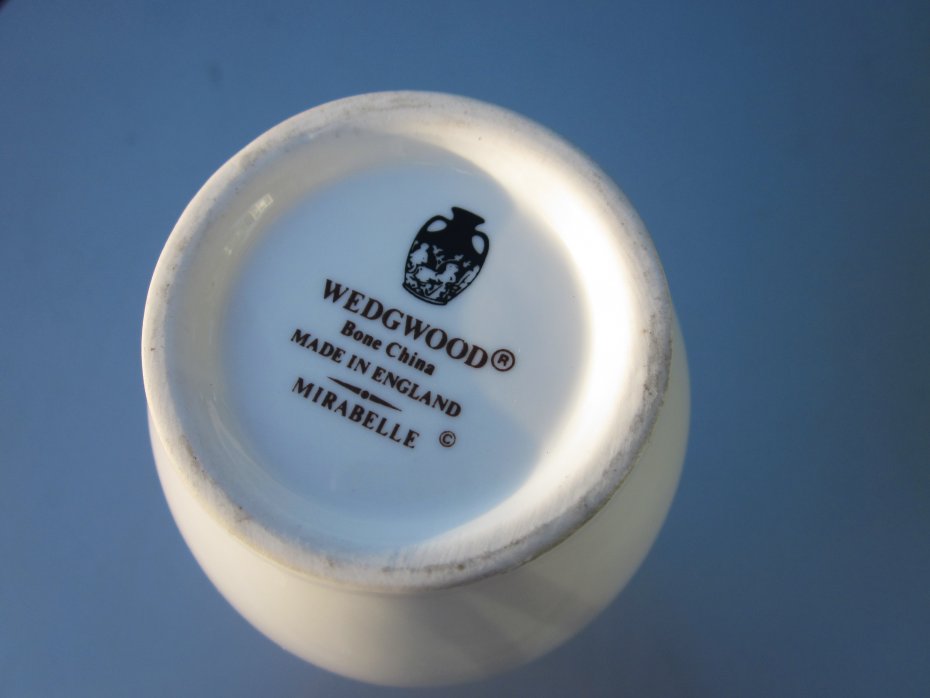 WEDGWOOD®
Bone China
MADE IN ENGLAND
MIRABELLE ©